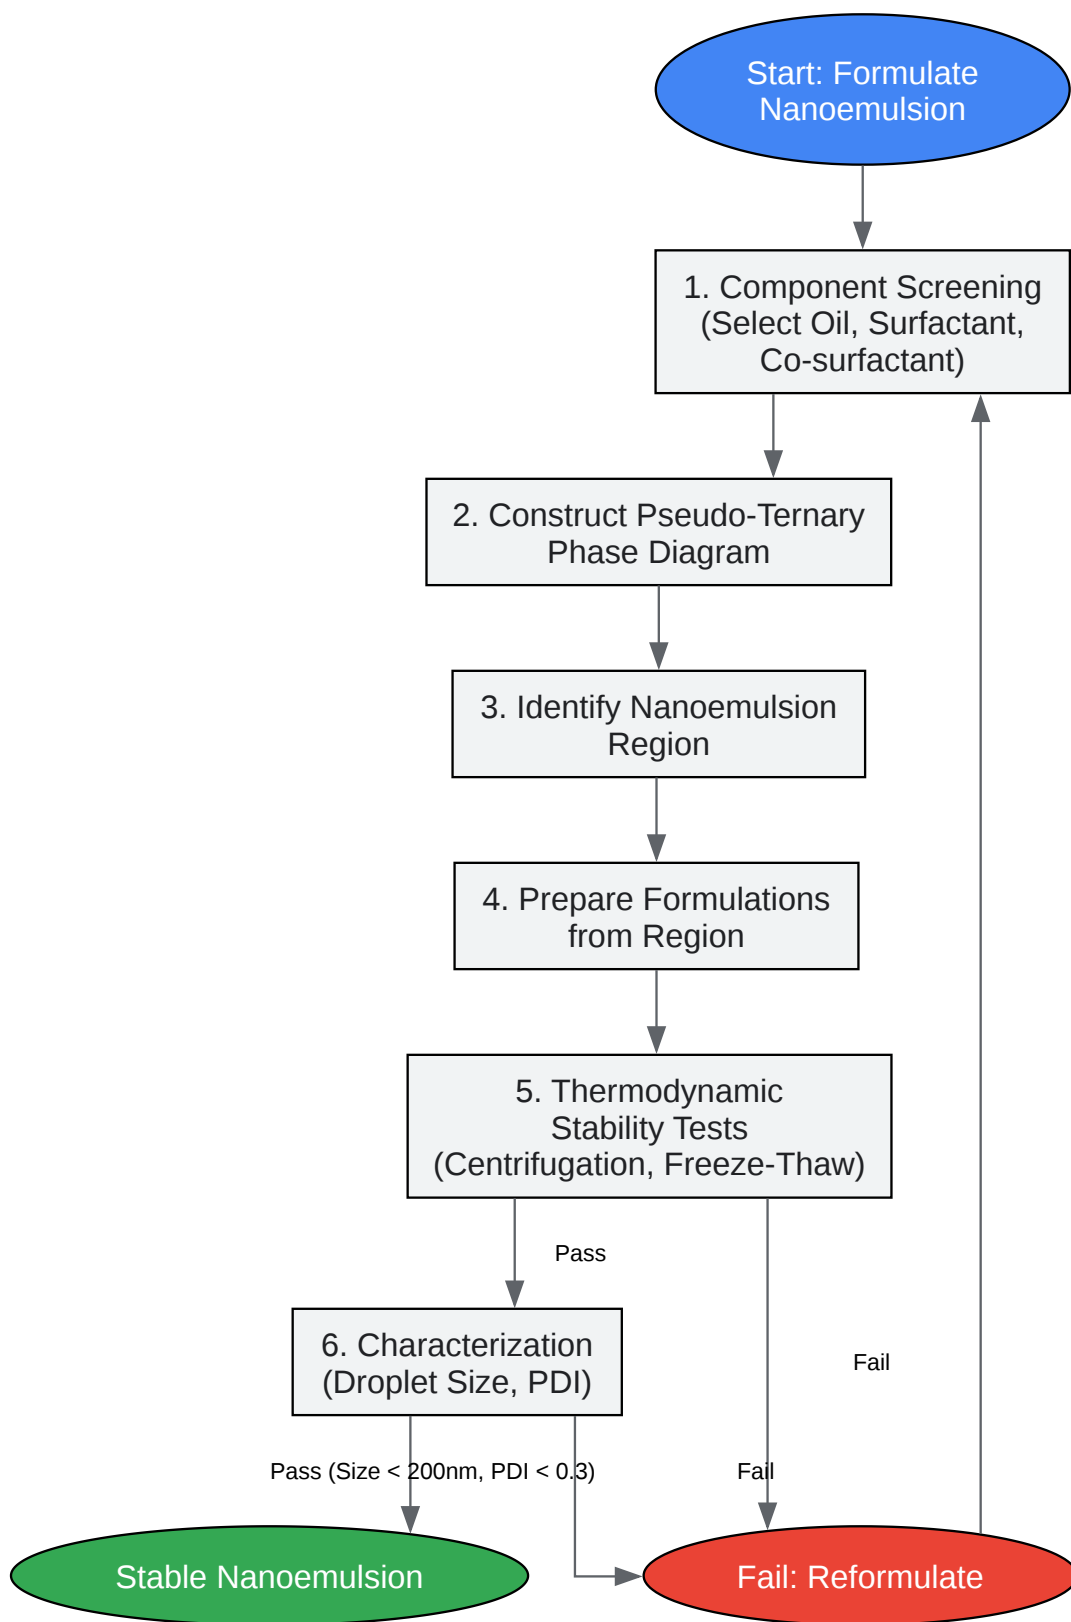 Start: Formulate
Nanoemulsion
1. Component Screening
(Select Oil, Surfactant,
Co-surfactant)
2. Construct Pseudo-Ternary
Phase Diagram
3. Identify Nanoemulsion
Region
4. Prepare Formulations
from Region
5. Thermodynamic
Stability Tests
(Centrifugation, Freeze-Thaw)
Pass
6. Characterization
(Droplet Size, PDI)
Fail
Pass (Size < 200nm, PDI < 0.3)
Fail
Stable Nanoemulsion
Fail: Reformulate